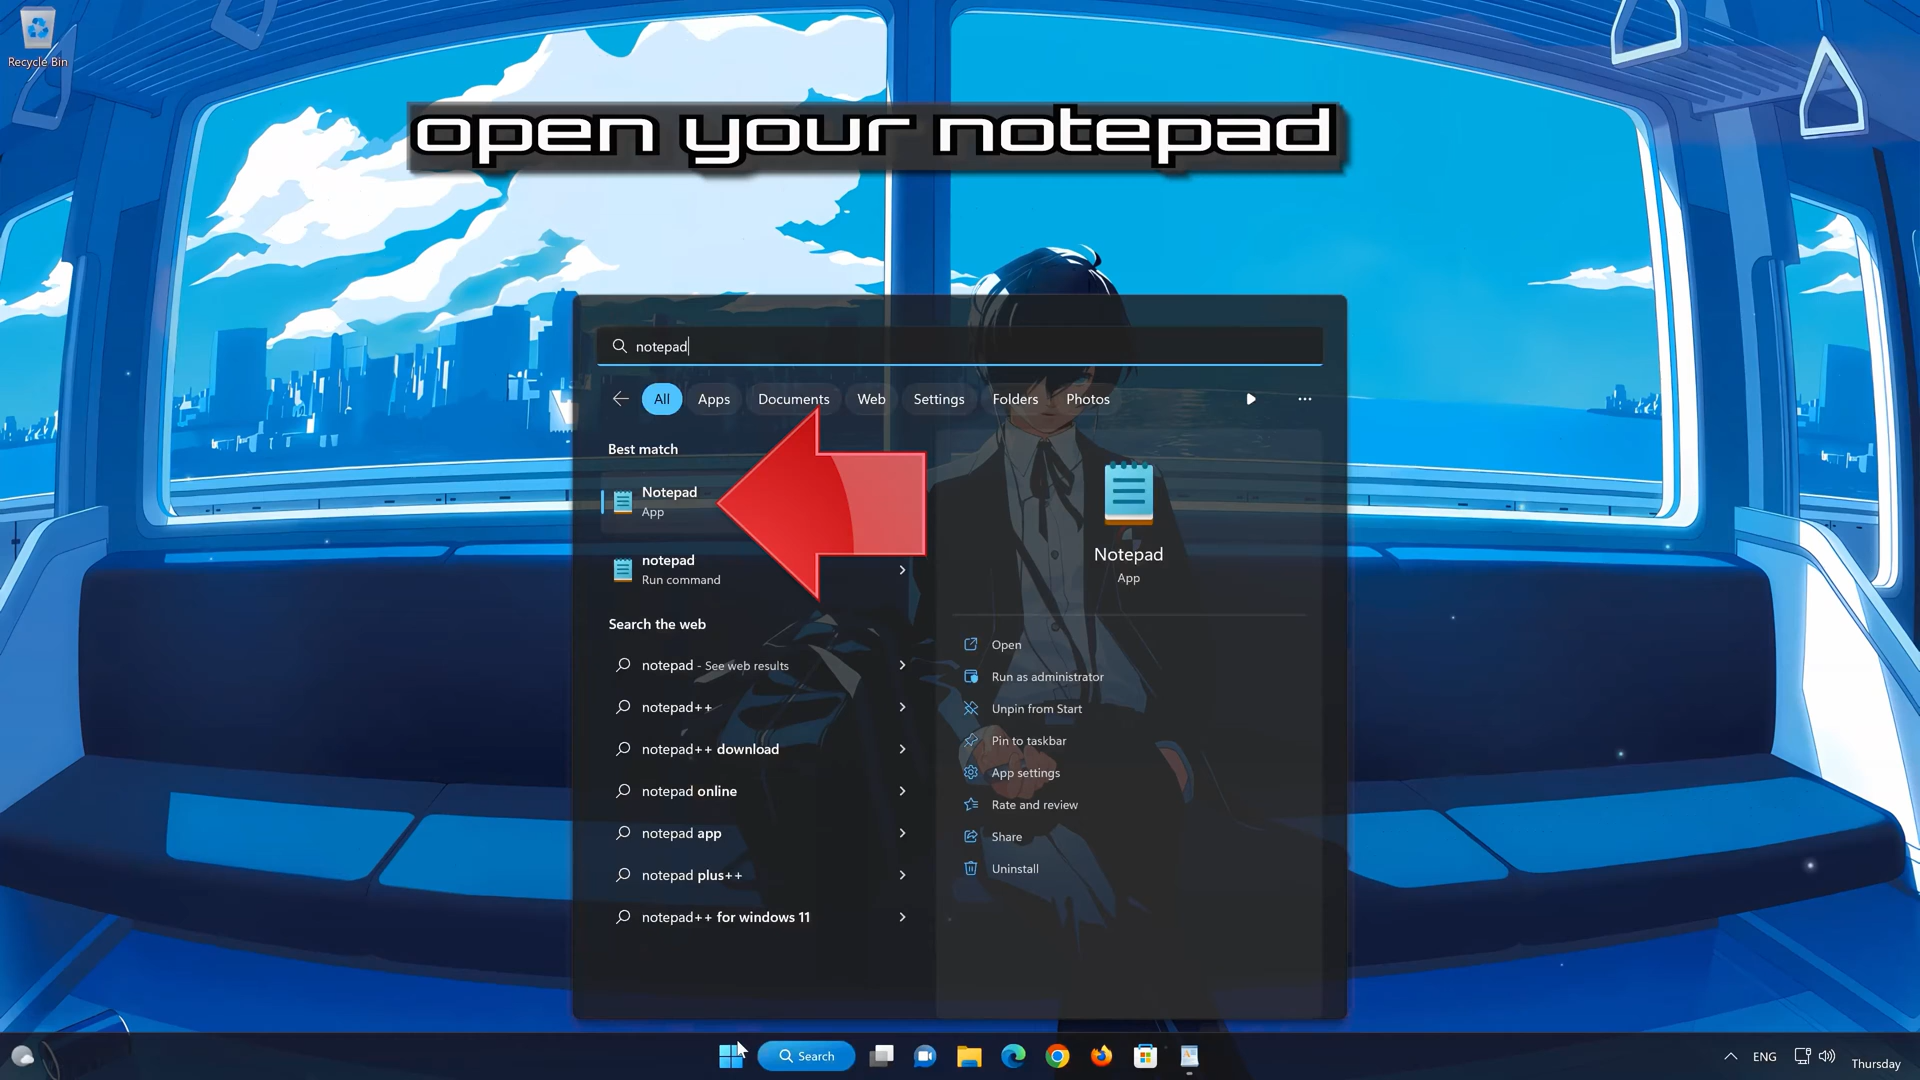 Recycle Bin
open your notepad
notepad
All Apps Documents Web Settings Folders Photos
Best match
Notepad
App
notepad
Run command
Search the web
notepad - See web results
notepad++
notepad++ download
notepad online
notepad app
notepad plus++
notepad++ for windows 11
Notepad
App
Open
Run as administrator
Unpin from Start
Pin to taskbar
App settings
Rate and review
Share
Uninstall
Search
ENG
Thursday